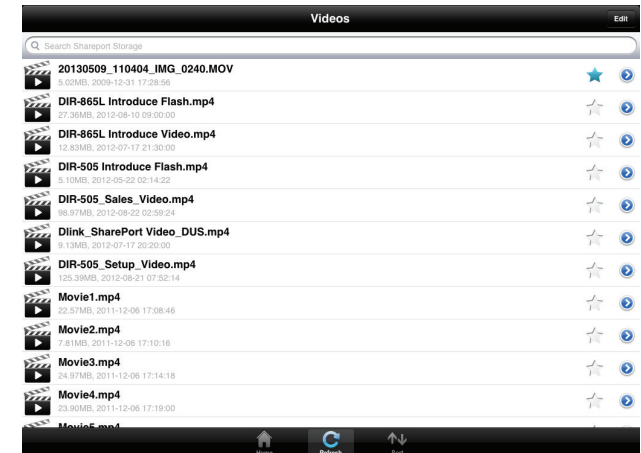 Videos
Edit
Search Shareport Storage
20130509_110404_IMG_0240.MOV
5.02MB, 2009-12-31 17:28:56
DIR-865L Introduce Flash.mp4
27.36MB, 2012-08-10 09:00:00
DIR-865L Introduce Video.mp4
12.83MB, 2012-07-17 21:30:00
DIR-505 Introduce Flash.mp4
5.10MB, 2012-05-22 02:14:22
DIR-505_Sales_Video.mp4
98.97MB, 2012-08-22 02:59:24
Dlink_SharePort Video_DUS.mp4
9.13MB, 2012-07-17 20:20:00
DIR-505_Setup_Video.mp4
125.39MB, 2012-08-21 07:52:14
Movie1.mp4
22.57MB, 2011-12-06 17:08:46
Movie2.mp4
7.81MB, 2011-12-06 17:10:16
Movie3.mp4
24.97MB, 2011-12-06 17:14:18
Movie4.mp4
23.90MB, 2011-12-06 17:19:00
Movie5.mp4
Home
Refresh
Sort